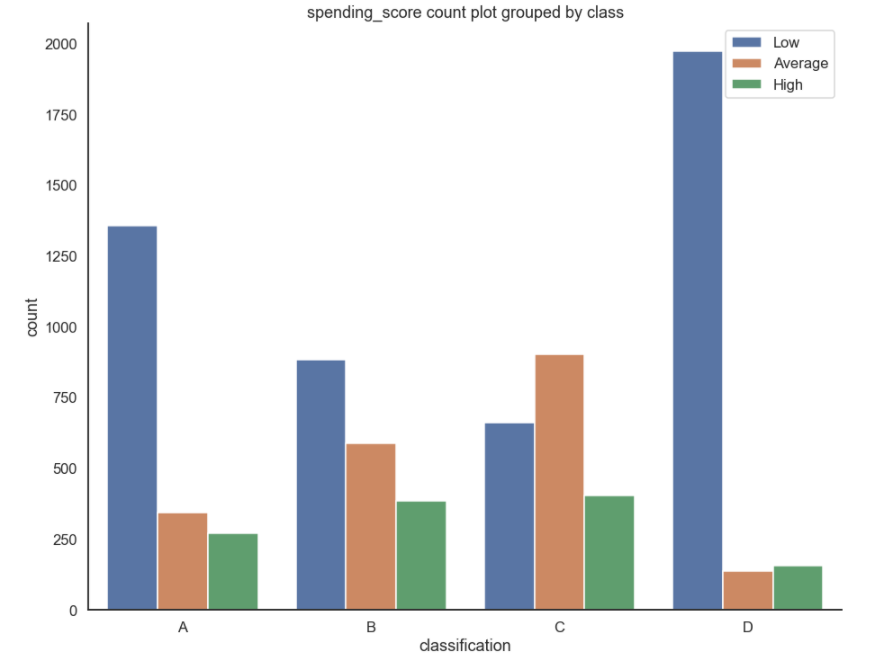 spending_score count plot grouped by class
Low
Average
High
2000
1750
1500
1250
1000
750
500
250
0
count
A B C D
classification